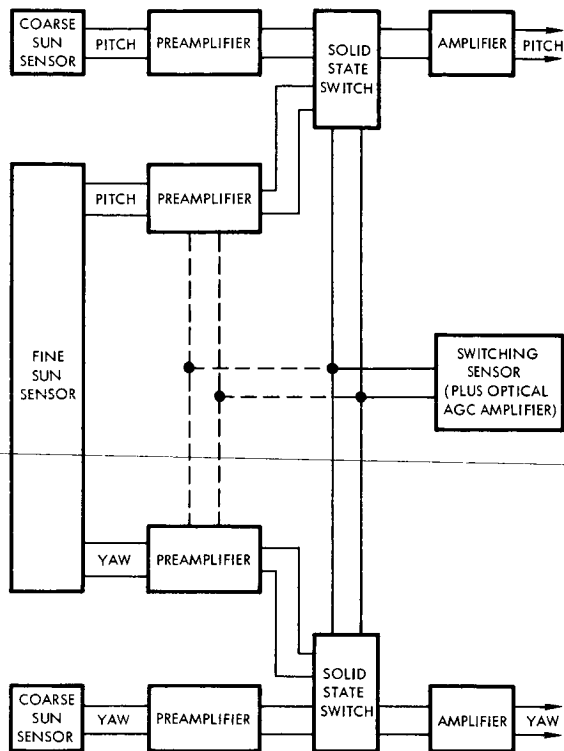 COARSE
SUN
SENSOR
PITCH
PREAMPLIFIER
SOLID
STATE
SWITCH
AMPLIFIER
PITCH
PITCH
PREAMPLIFIER
FINE
SUN
SENSOR
SWITCHING
SENSOR
(PLUS OPTICAL
AGC AMPLIFIER)
YAW
PREAMPLIFIER
COARSE
SUN
SENSOR
YAW
PREAMPLIFIER
SOLID
STATE
SWITCH
AMPLIFIER
YAW